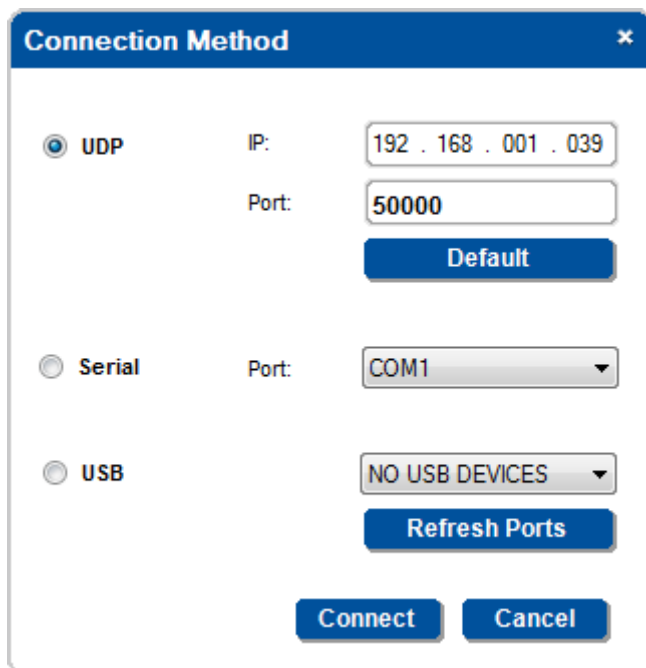 Connection Method ×
UDP IP: 192 . 168 . 001 . 039
Port: 50000
Default
Serial Port: COM1
USB NO USB DEVICES
Refresh Ports
Connect Cancel